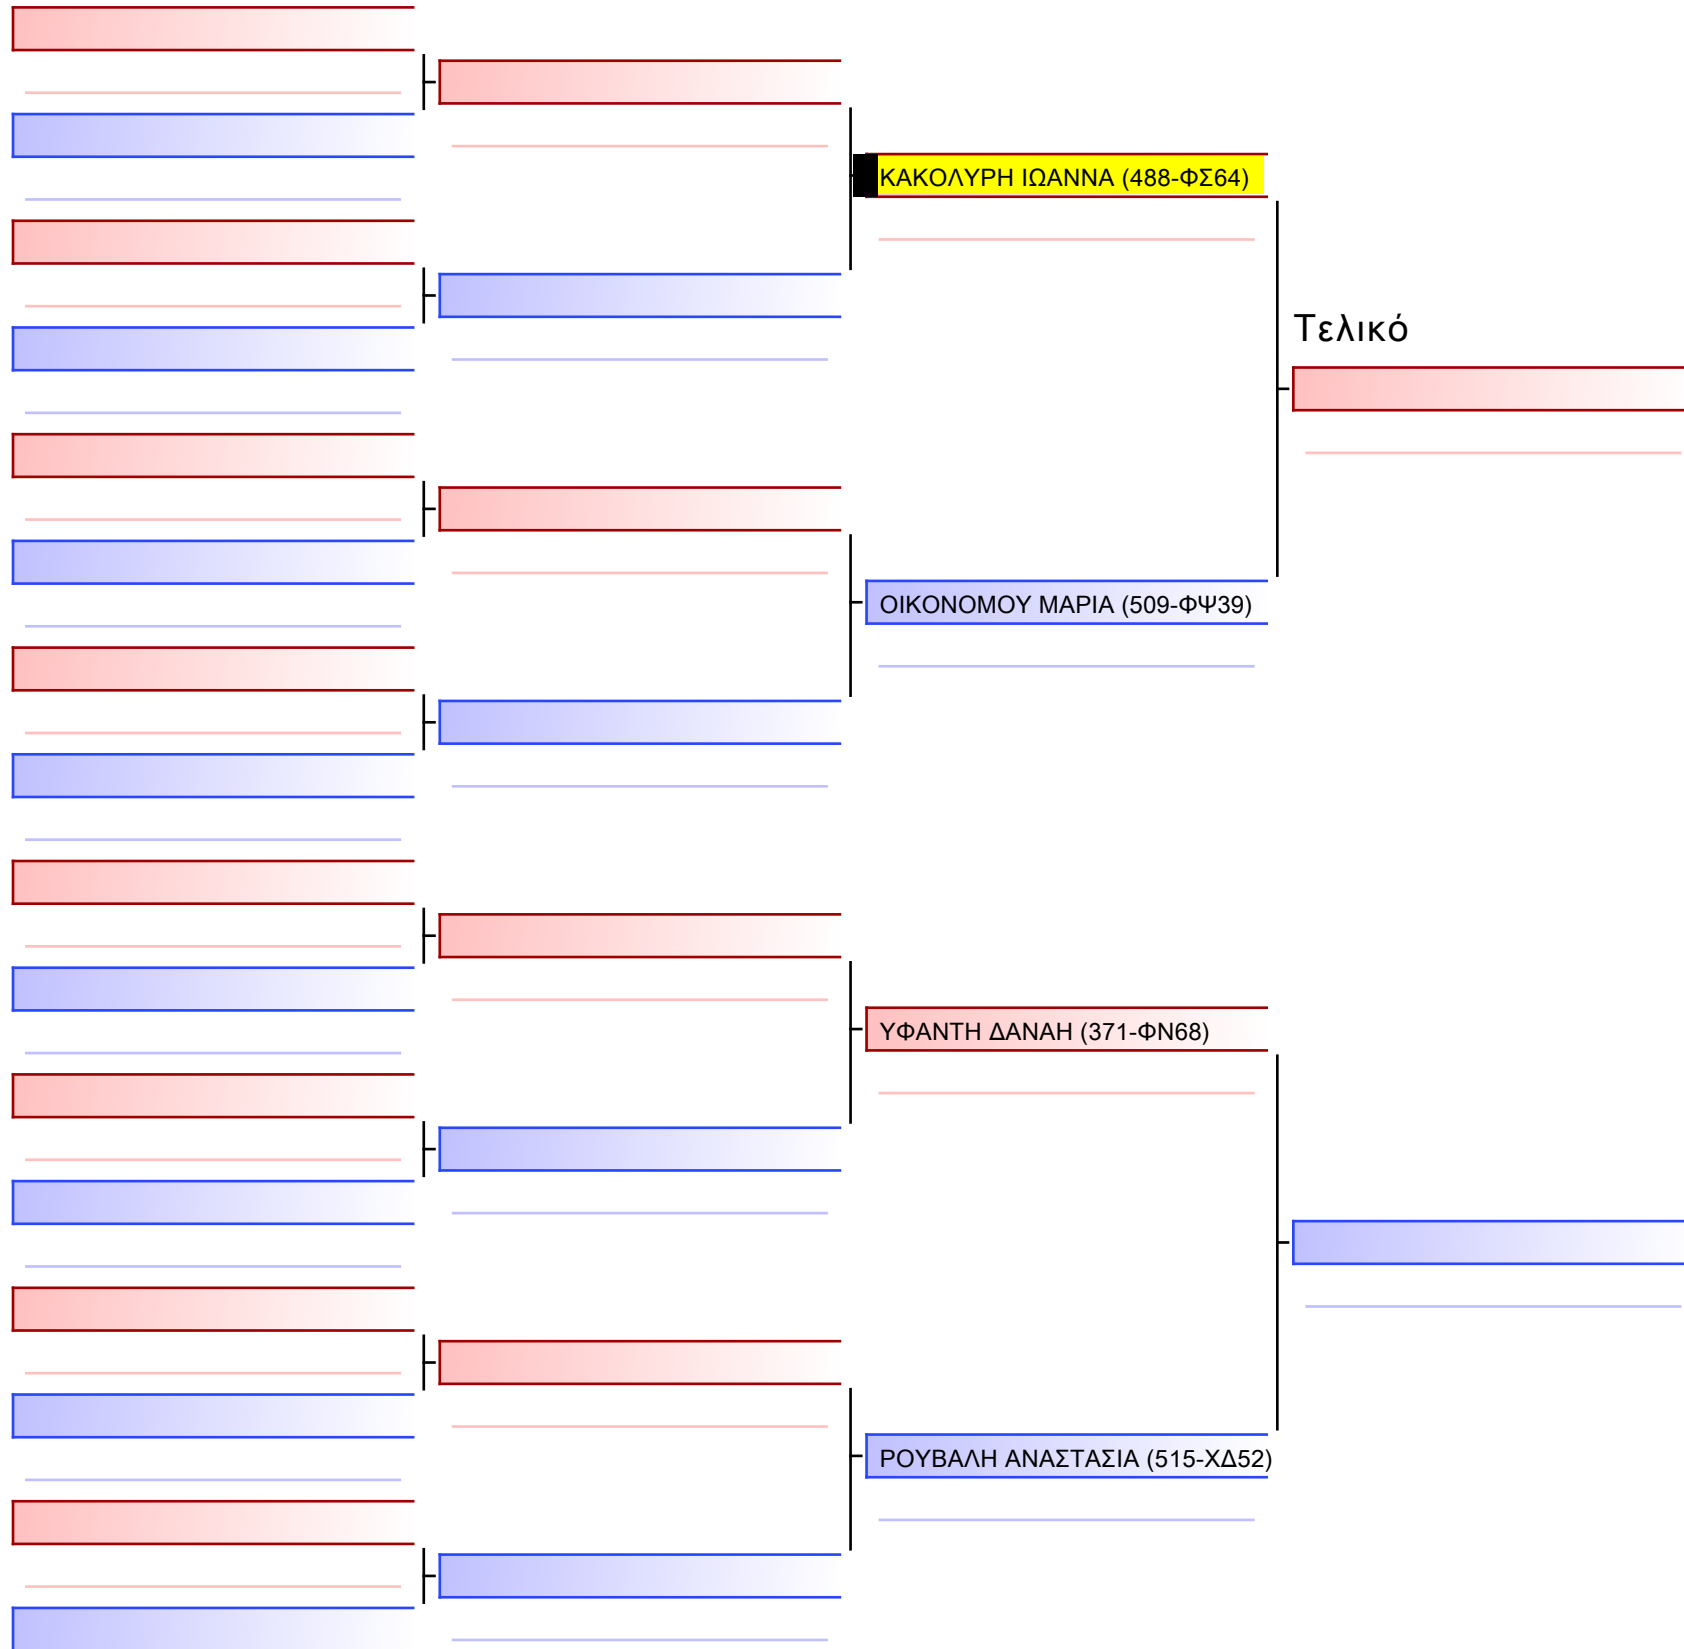 ΚΑΚΟΛΥΡΗ ΙΩΑΝΝΑ (488-ΦΣ64)
Τελικό
ΟΙΚΟΝΟΜΟΥ ΜΑΡΙΑ (509-ΦΨ39)
ΥΦΑΝΤΗ ΔΑΝΑΗ (371-ΦΝ68)
ΡΟΥΒΑΛΗ ΑΝΑΣΤΑΣΙΑ (515-ΧΔ52)